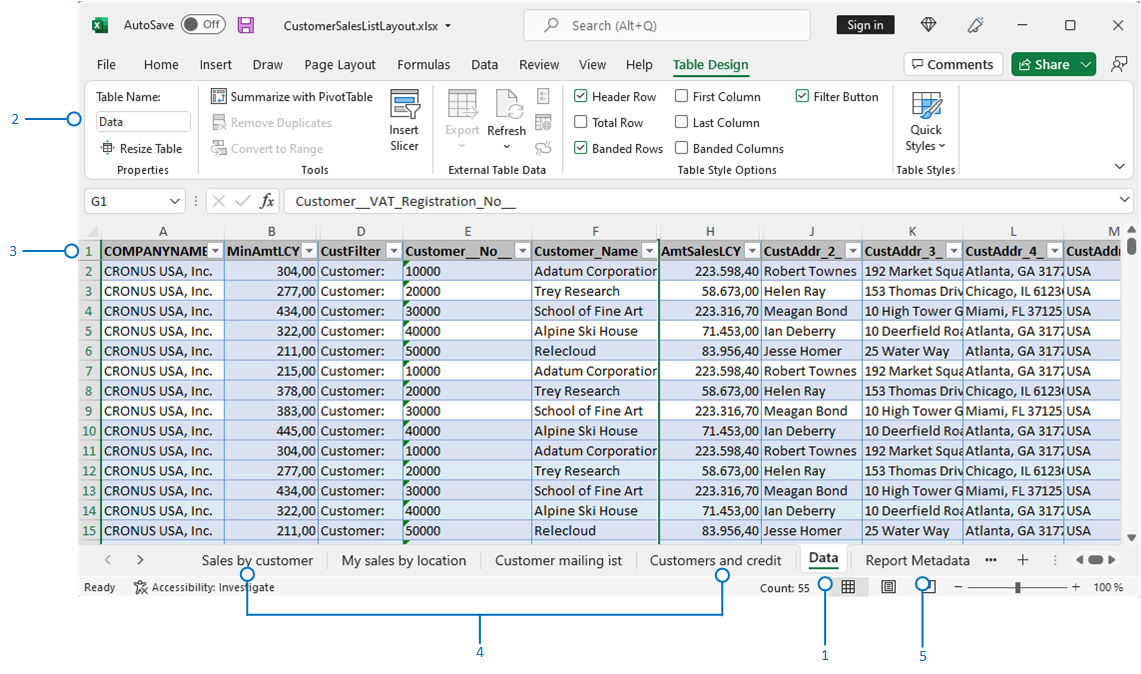 AutoSave Off CustomerSalesListLayout.xlsx Search (Alt+Q) Sign in
File Home Insert Draw Page Layout Formulas Data Review View Help Table Design Comments Share
Table Name:
Data
Resize Table
Properties
Summarize with PivotTable
Remove Duplicates
Convert to Range
Insert
Slicer
Tools
Export
Refresh
External Table Data
Header Row First Column Filter Button
Total Row Last Column
Banded Rows Banded Columns
Table Style Options
Quick
Styles
Table Styles
2
G1 fx Customer__VAT_Registration_No__
A B D E F H J K L M
3
1 COMPANYNAME MinAmtLCY CustFilter Customer__No__ Customer_Name AmtSalesLCY CustAddr_2_ CustAddr_3_ CustAddr_4_ CustAddr
2 CRONUS USA, Inc. 304,00 Customer: 10000 Adatum Corporation 223.598,40 Robert Townes 192 Market Squa Atlanta, GA 3177 USA
3 CRONUS USA, Inc. 277,00 Customer: 20000 Trey Research 58.673,00 Helen Ray 153 Thomas Driv Chicago, IL 6123 USA
4 CRONUS USA, Inc. 434,00 Customer: 30000 School of Fine Art 223.316,70 Meagan Bond 10 High Tower G Miami, FL 37125 USA
5 CRONUS USA, Inc. 322,00 Customer: 40000 Alpine Ski House 71.453,00 Ian Deberry 10 Deerfield Roa Atlanta, GA 3177 USA
6 CRONUS USA, Inc. 211,00 Customer: 50000 Relecloud 83.956,40 Jesse Homer 25 Water Way Atlanta, GA 3177 USA
7 CRONUS USA, Inc. 215,00 Customer: 10000 Adatum Corporation 223.598,40 Robert Townes 192 Market Squa Atlanta, GA 3177 USA
8 CRONUS USA, Inc. 378,00 Customer: 20000 Trey Research 58.673,00 Helen Ray 153 Thomas Driv Chicago, IL 6123 USA
9 CRONUS USA, Inc. 383,00 Customer: 30000 School of Fine Art 223.316,70 Meagan Bond 10 High Tower G Miami, FL 37125 USA
10 CRONUS USA, Inc. 445,00 Customer: 40000 Alpine Ski House 71.453,00 Ian Deberry 10 Deerfield Roa Atlanta, GA 3177 USA
11 CRONUS USA, Inc. 304,00 Customer: 10000 Adatum Corporation 223.598,40 Robert Townes 192 Market Squa Atlanta, GA 3177 USA
12 CRONUS USA, Inc. 277,00 Customer: 20000 Trey Research 58.673,00 Helen Ray 153 Thomas Driv Chicago, IL 6123 USA
13 CRONUS USA, Inc. 434,00 Customer: 30000 School of Fine Art 223.316,70 Meagan Bond 10 High Tower G Miami, FL 37125 USA
14 CRONUS USA, Inc. 322,00 Customer: 40000 Alpine Ski House 71.453,00 Ian Deberry 10 Deerfield Roa Atlanta, GA 3177 USA
15 CRONUS USA, Inc. 211,00 Customer: 50000 Relecloud 83.956,40 Jesse Homer 25 Water Way Atlanta, GA 3177 USA
Sales by customer My sales by location Customer mailing ist Customers and credit Data Report Metadata
Ready Accessibility: Investigate Count: 55 100 %
4 1 5